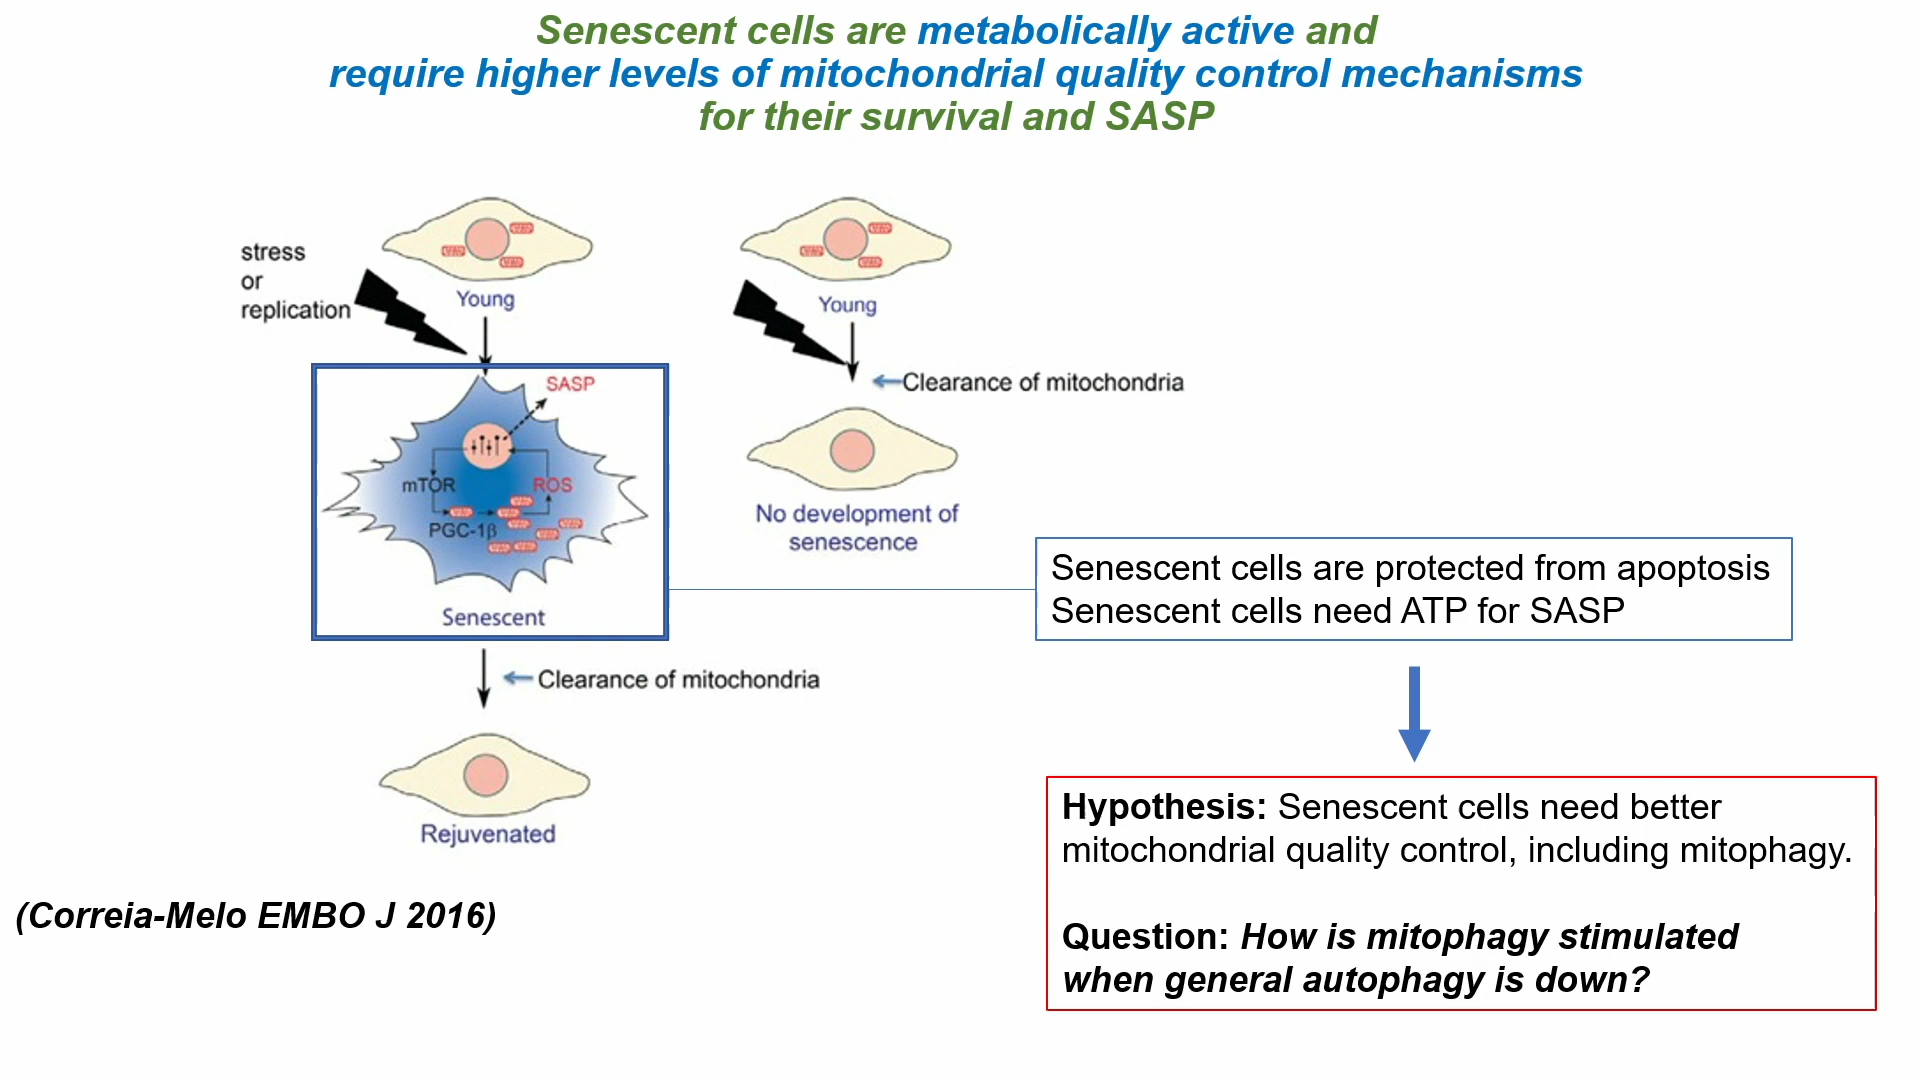 Senescent cells are metabolically active and
require higher levels of mitochondrial quality control mechanisms
for their survival and SASP
stress
or
replication
Young
SASP
mTOR
ROS
PGC-1β
Senescent
Clearance of mitochondria
Rejuvenated
Young
Clearance of mitochondria
No development of
senescence
Senescent cells are protected from apoptosis
Senescent cells need ATP for SASP
Hypothesis: Senescent cells need better
mitochondrial quality control, including mitophagy.
Question: How is mitophagy stimulated
when general autophagy is down?
(Correia-Melo EMBO J 2016)